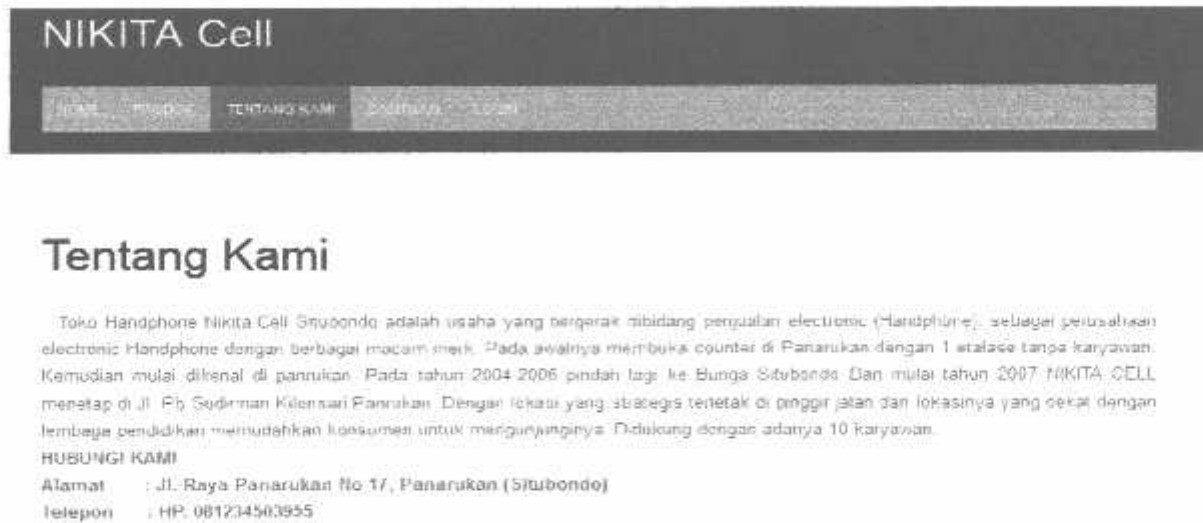 NIKITA Cell
HOME PRODUK TENTANG KAMI BANTUAN LOGIN
Tentang Kami
Toko Handphone Nikita Cell Situbondo adalah usaha yang bergerak dibidang penjualan electronic (Handphone), sebagai perusahaan
electronic Handphone dengan berbagai macam merk. Pada awalnya membuka counter di Panarukan dengan 1 etalase tanpa karyawan.
Kemudian mulai dikenal di panrukan. Pada tahun 2004-2006 pindah lagi ke Bunga Situbondo Dan mulai tahun 2007 NIKITA CELL
menetap di Jl. Pb Sudirman Kilensari Panrukan. Dengan lokasi yang strategis terletak di pinggir jalan dan lokasinya yang dekat dengan
lembaga pendidikan memudahkan konsumen untuk mengunjunginya. Didukung dengan adanya 10 karyawan.
HUBUNGI KAMI
Alamat : Jl. Raya Panarukan No 17, Panarukan (Situbondo)
Telepon : HP. 081234503955